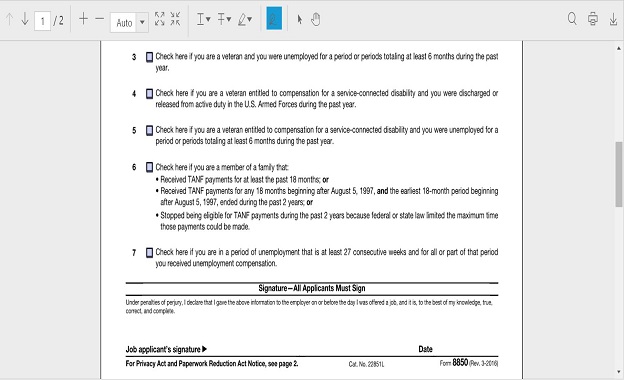 1 / 2 Auto
3 Check here if you are a veteran and you were unemployed for a period or periods totaling at least 6 months during the past
year.
4 Check here if you are a veteran entitled to compensation for a service-connected disability and you were discharged or
released from active duty in the U.S. Armed Forces during the past year.
5 Check here if you are a veteran entitled to compensation for a service-connected disability and you were unemployed for a
period or periods totaling at least 6 months during the past year.
6 Check here if you are a member of a family that:
• Received TANF payments for at least the past 18 months; or
• Received TANF payments for any 18 months beginning after August 5, 1997, and the earliest 18-month period beginning
after August 5, 1997, ended during the past 2 years; or
• Stopped being eligible for TANF payments during the past 2 years because federal or state law limited the maximum time
those payments could be made.
7 Check here if you are in a period of unemployment that is at least 27 consecutive weeks and for all or part of that period
you received unemployment compensation.
Signature—All Applicants Must Sign
Under penalties of perjury, I declare that I gave the above information to the employer on or before the day I was offered a job, and it is, to the best of my knowledge, true,
correct, and complete.
Job applicant's signature ▶ Date
For Privacy Act and Paperwork Reduction Act Notice, see page 2. Cat. No. 22851L Form 8850 (Rev. 3-2016)